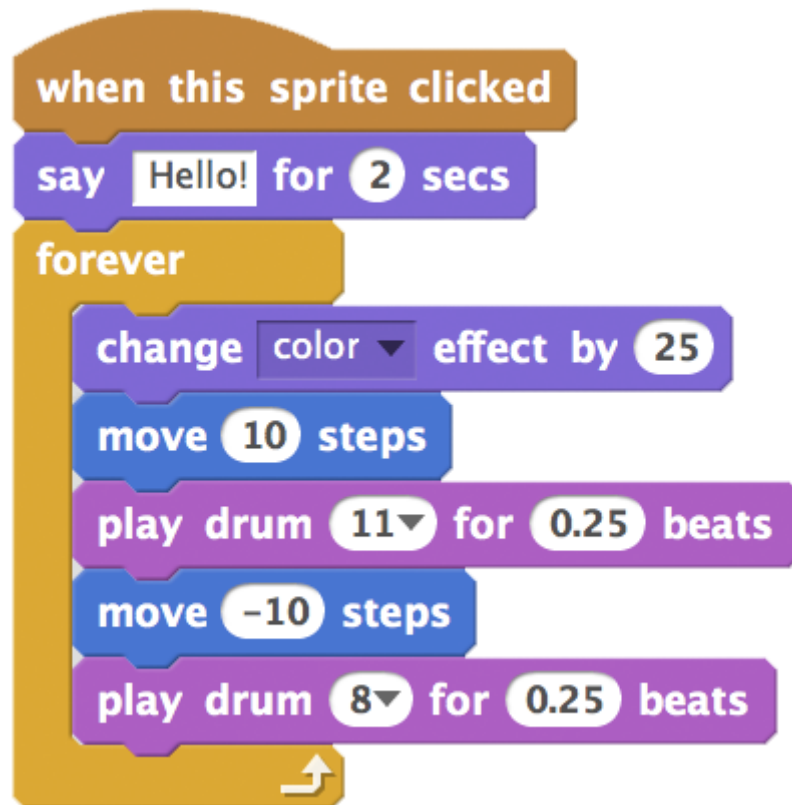 when this sprite clicked
say Hello! for 2 secs
forever
change color effect by 25
move 10 steps
play drum 11 for 0.25 beats
move -10 steps
play drum 8 for 0.25 beats